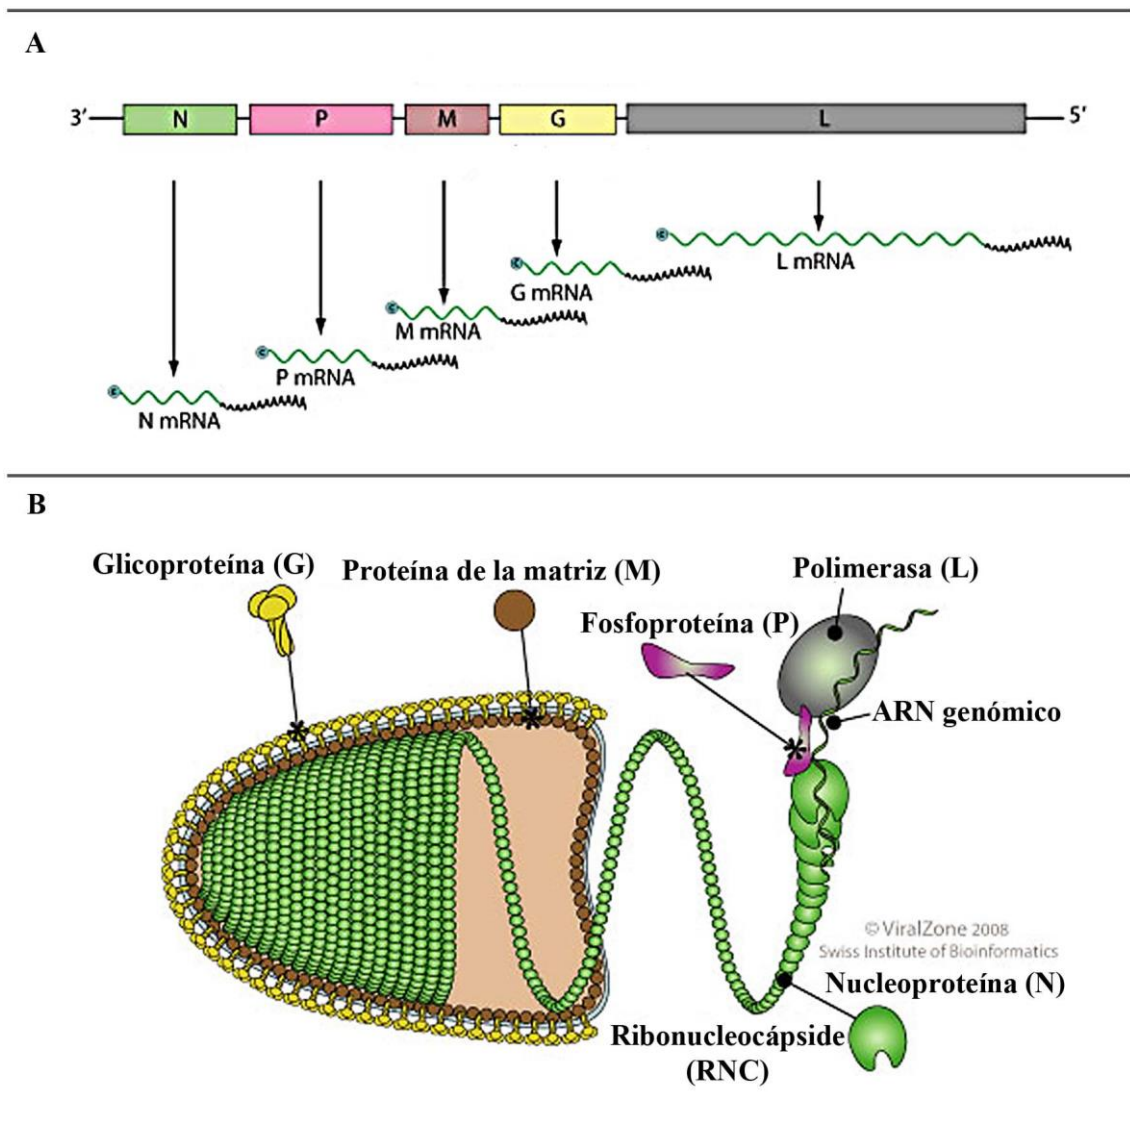 A
3′ N P M G L 5′
L mRNA
G mRNA
M mRNA
P mRNA
N mRNA
B
Glicoproteína (G)
Proteína de la matriz (M)
Polimerasa (L)
Fosfoproteína (P)
ARN genómico
© ViralZone 2008
Swiss Institute of Bioinformatics
Nucleoproteína (N)
Ribonucleocápside
(RNC)